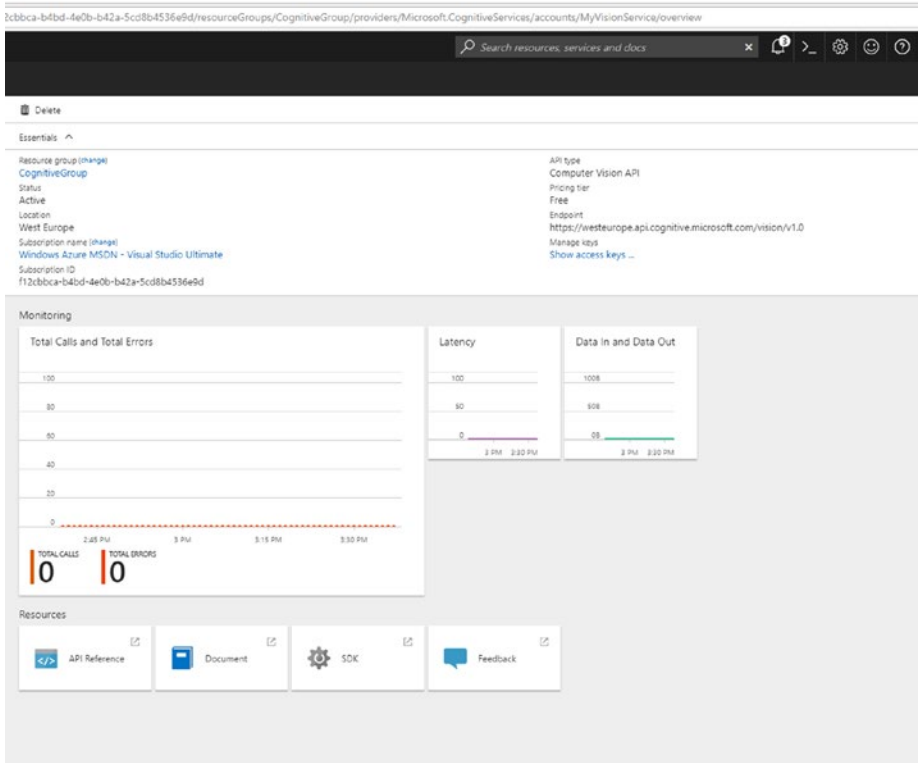 2cbbca-b4bd-4e0b-b42a-5cd8b4536e9d/resourceGroups/CognitiveGroup/providers/Microsoft.CognitiveServices/accounts/MyVisionService/overview
Search resources, services and docs
3
Delete
Essentials
Resource group (change)
CognitiveGroup
Status
Active
Location
West Europe
Subscription name (change)
Windows Azure MSDN - Visual Studio Ultimate
Subscription ID
f12cbbca-b4bd-4e0b-b42a-5cd8b4536e9d
API type
Computer Vision API
Pricing tier
Free
Endpoint
https://westeurope.api.cognitive.microsoft.com/vision/v1.0
Manage keys
Show access keys ...
Monitoring
Total Calls and Total Errors
100
80
60
40
20
0
2:45 PM 3 PM 3:15 PM 3:30 PM
TOTAL CALLS
0
TOTAL ERRORS
0
Latency
100
50
0
3 PM 3:30 PM
Data In and Data Out
100B
50B
0B
3 PM 3:30 PM
Resources
API Reference
Document
SDK
Feedback